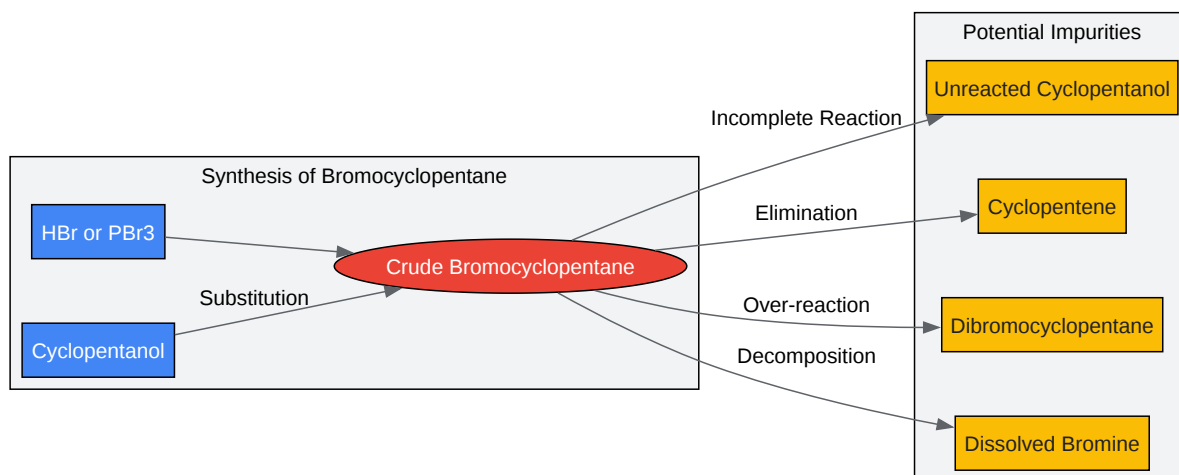 Potential Impurities
Unreacted Cyclopentanol
Incomplete Reaction
Synthesis of Bromocyclopentane
HBr or PBr3
Elimination
Cyclopentene
Crude Bromocyclopentane
Substitution
Over-reaction
Dibromocyclopentane
Cyclopentanol
Decomposition
Dissolved Bromine